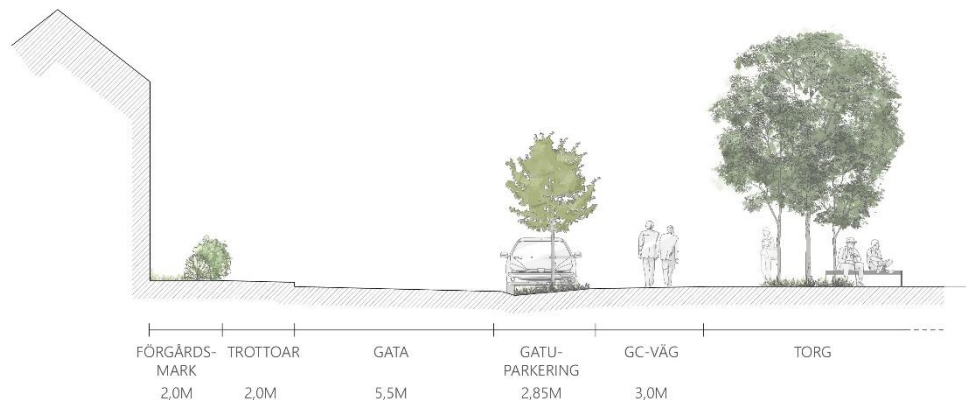 FÖRGÅRDS-
MARK
2,0M
TROTTOAR
2,0M
GATA
5,5M
GATU-
PARKERING
2,85M
GC-VÄG
3,0M
TORG